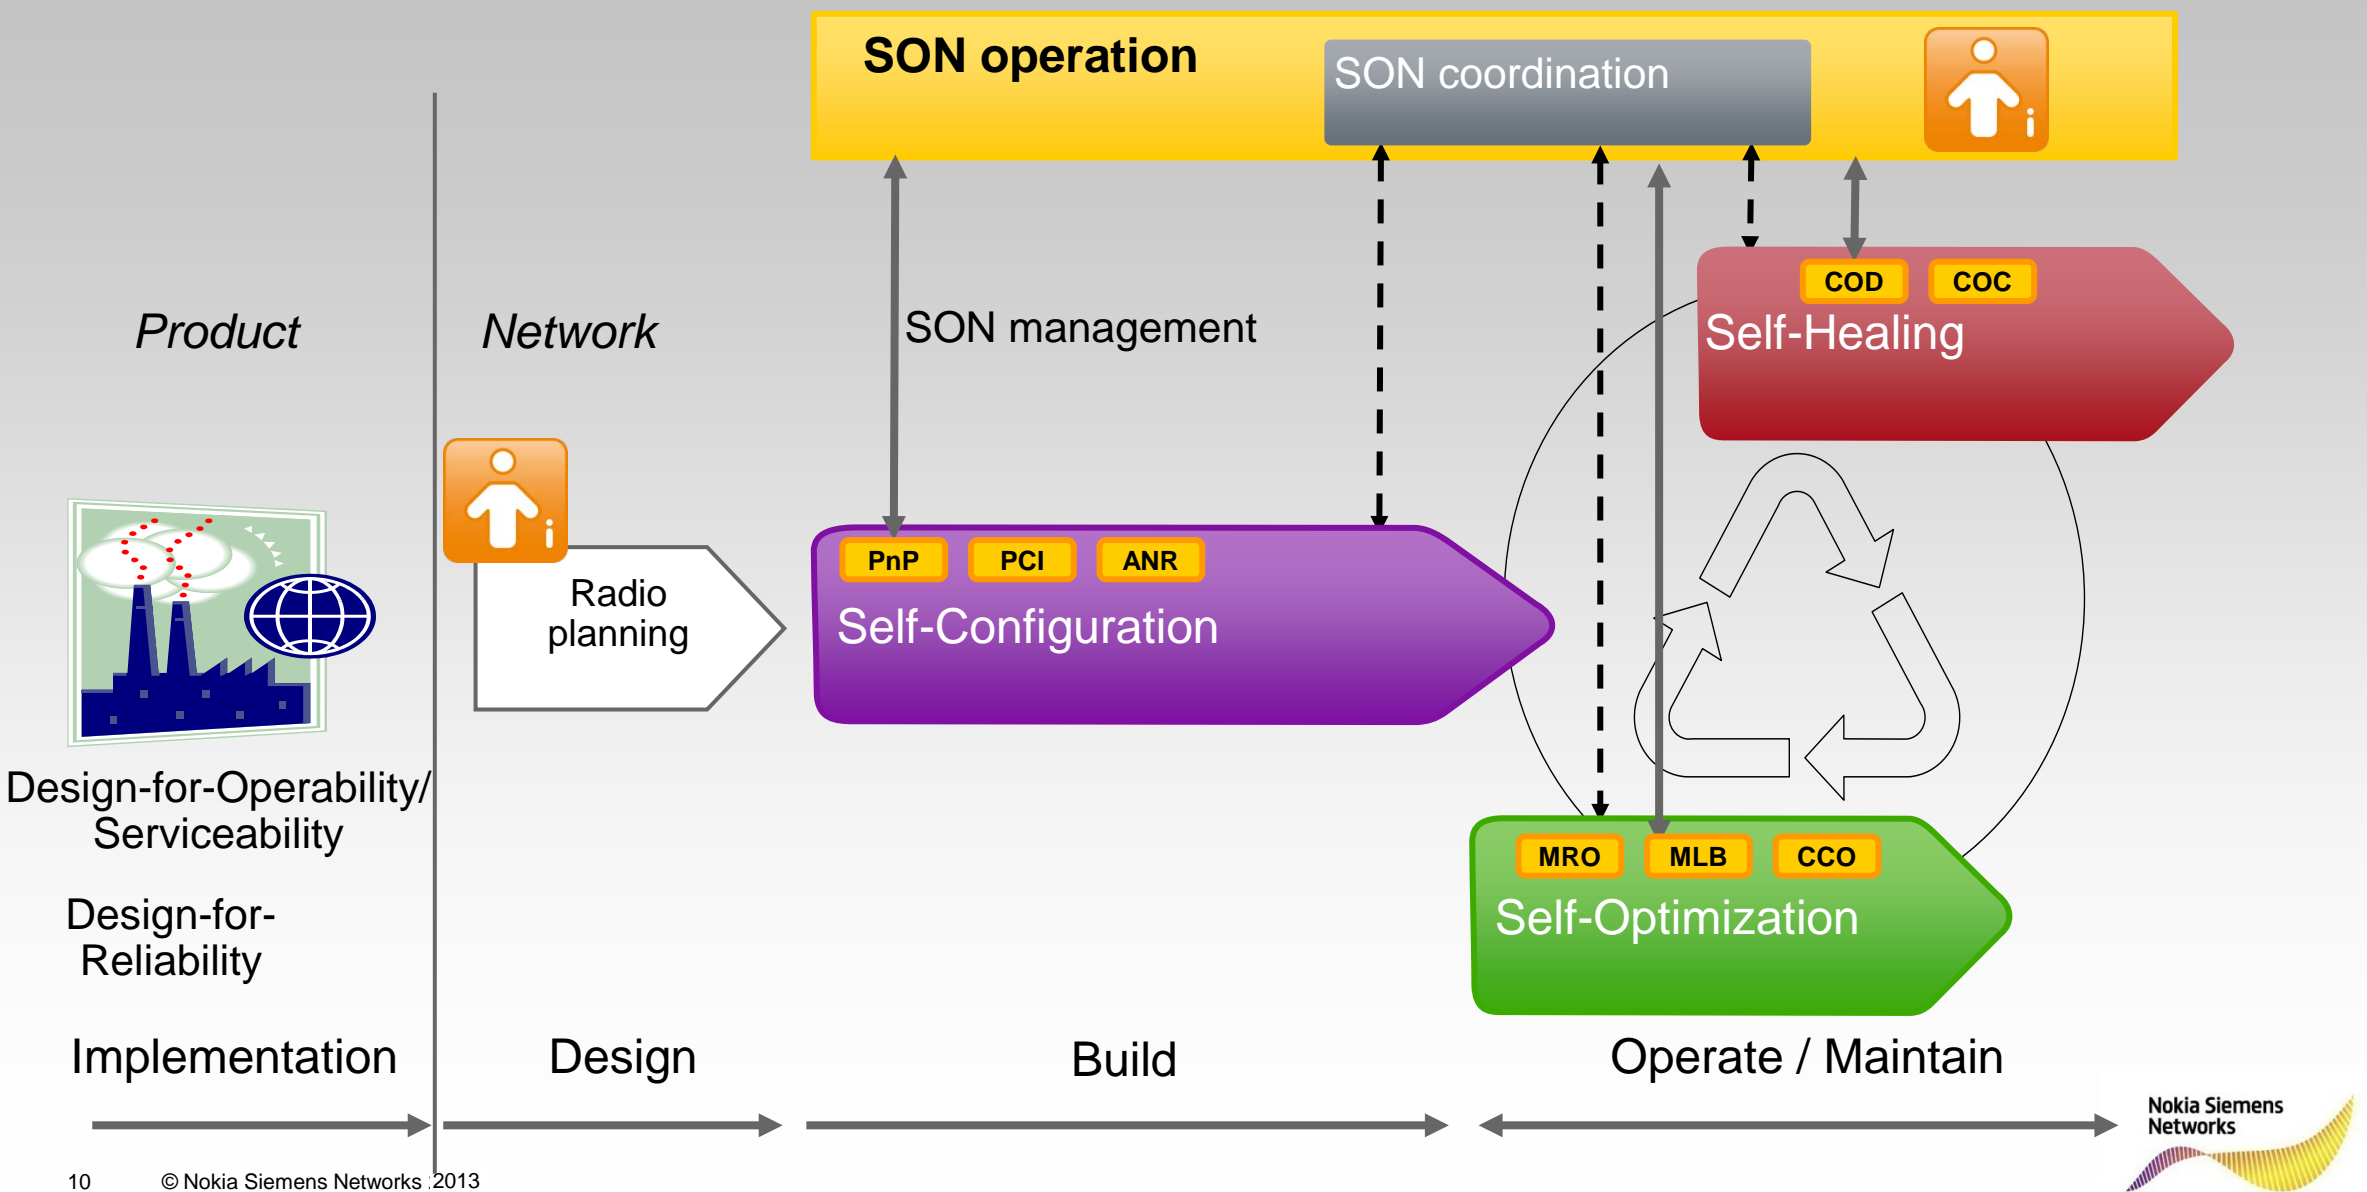 SON operation
SON coordination
Product
Network
SON management
COD
COC
Self-Healing
i
i
Radio
planning
PnP
PCI
ANR
Self-Configuration
Design-for-Operability/
Serviceability
Design-for-
Reliability
MRO
MLB
CCO
Self-Optimization
Implementation
Design
Build
Operate / Maintain
Nokia Siemens
Networks
10
© Nokia Siemens Networks 2013